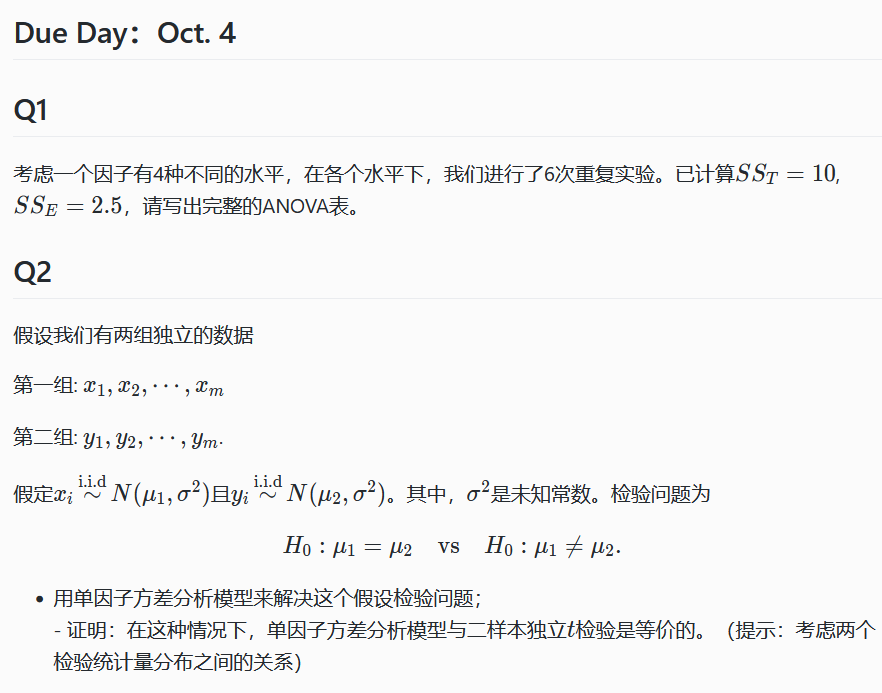 Due Day：Oct. 4
Q1
考虑一个因子有4种不同的水平，在各个水平下，我们进行了6次重复实验。已计算$SS_T = 10$,
$SS_E = 2.5$，请写出完整的ANOVA表。
Q2
假设我们有两组独立的数据
第一组: $x_1, x_2, \cdots, x_m$
第二组: $y_1, y_2, \cdots, y_m$.
假定$x_i \overset{\text{i.i.d}}{\sim} N(\mu_1, \sigma^2)$且$y_i \overset{\text{i.i.d}}{\sim} N(\mu_2, \sigma^2)$。其中，$\sigma^2$是未知常数。检验问题为
$H_0 : \mu_1 = \mu_2 \quad \text{vs} \quad H_0 : \mu_1 \neq \mu_2.$
• 用单因子方差分析模型来解决这个假设检验问题；
- 证明：在这种情况下，单因子方差分析模型与二样本独立$t$检验是等价的。（提示：考虑两个
检验统计量分布之间的关系）